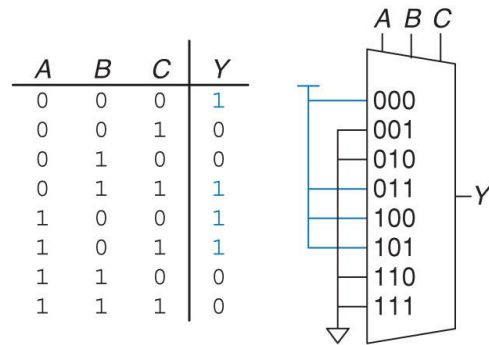 A B C Y
0 0 0 1
0 0 1 0
0 1 0 0
0 1 1 1
1 0 0 1
1 0 1 1
1 1 0 0
1 1 1 0
A B C
000
001
010
011
100
101
110
111
Y